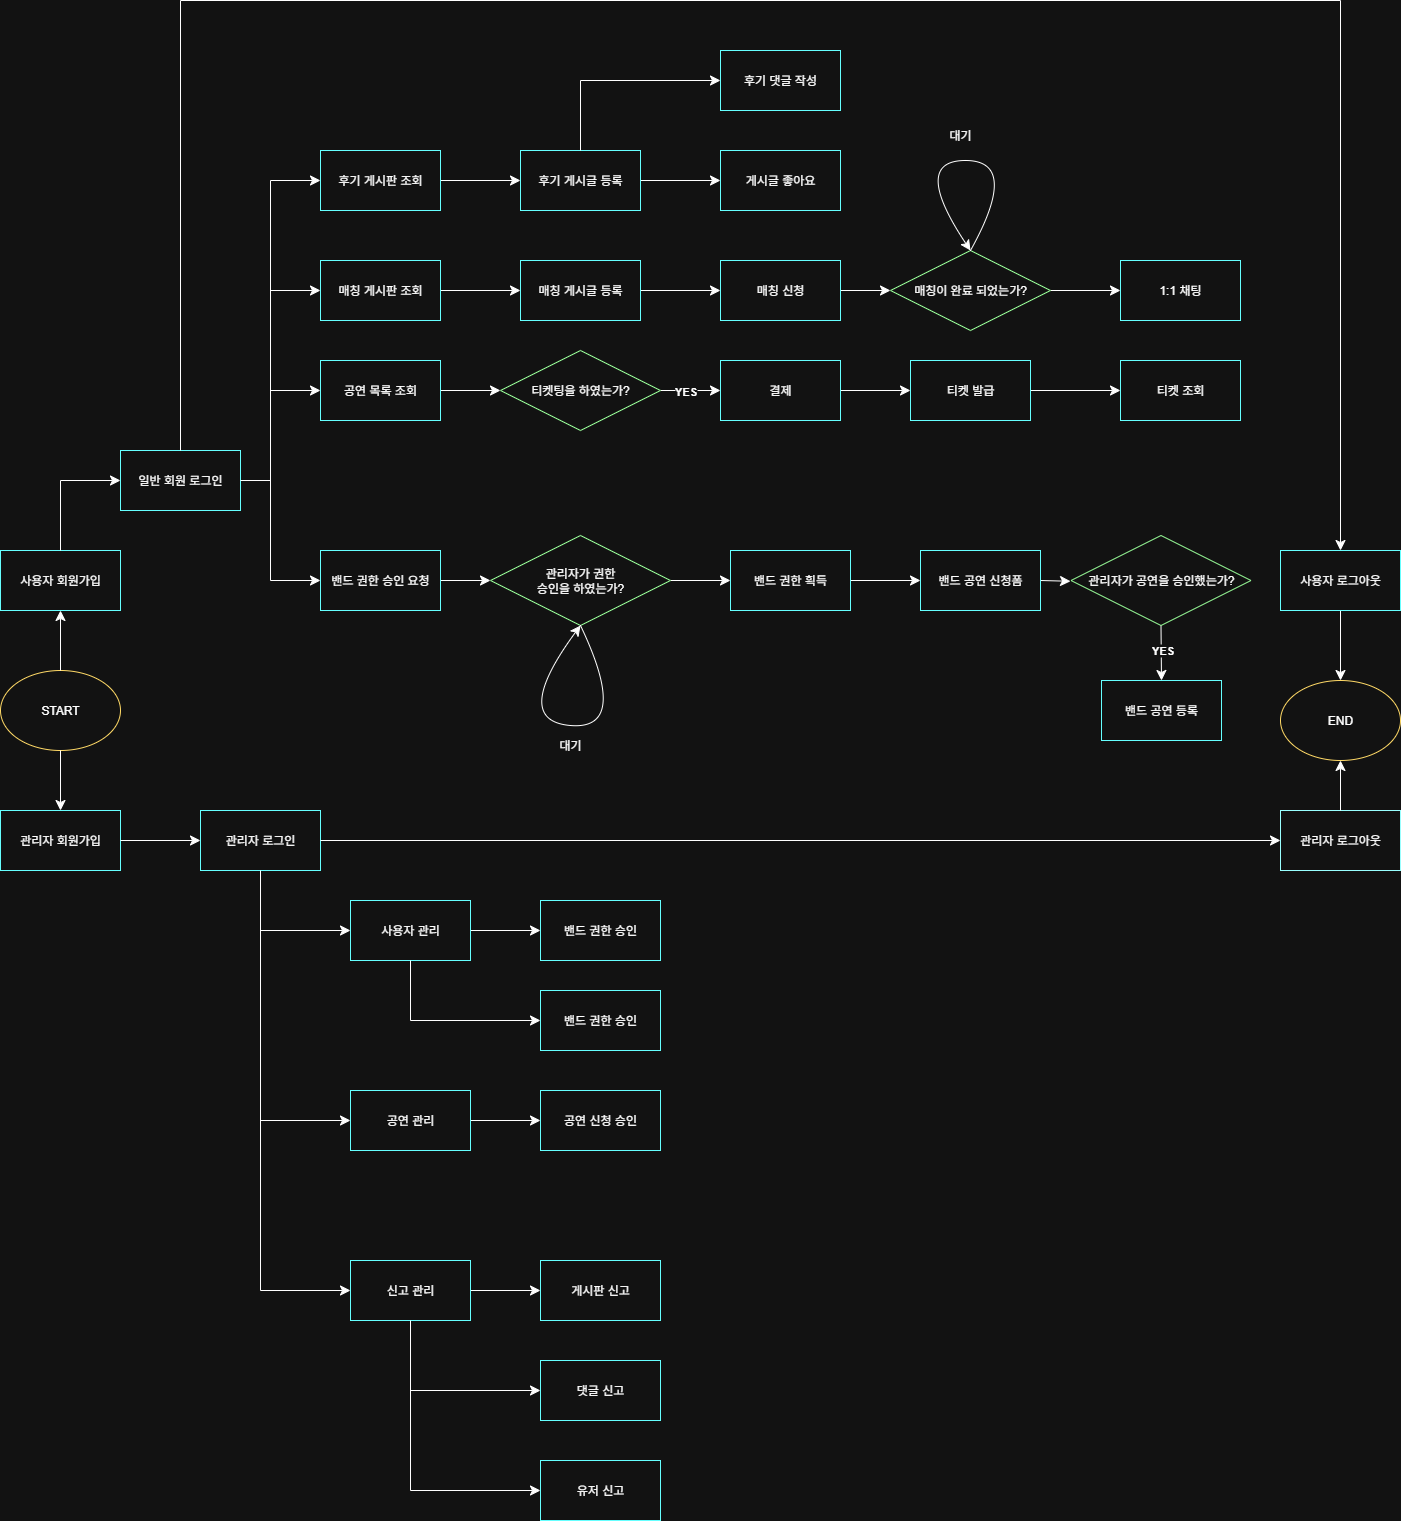 후기 댓글 작성
대기
후기 게시판 조회
후기 게시글 등록
게시글 좋아요
매칭 게시판 조회
매칭 게시글 등록
매칭 신청
매칭이 완료 되었는가?
1:1 채팅
공연 목록 조회
티켓팅을 하였는가?
YES
결제
티켓 발급
티켓 조회
일반 회원 로그인
사용자 회원가입
밴드 권한 승인 요청
관리자가 권한
승인을 하였는가?
밴드 권한 획득
밴드 공연 신청폼
관리자가 공연을 승인했는가?
사용자 로그아웃
YES
START
밴드 공연 등록
END
대기
관리자 회원가입
관리자 로그인
관리자 로그아웃
사용자 관리
밴드 권한 승인
밴드 권한 승인
공연 관리
공연 신청 승인
신고 관리
게시판 신고
댓글 신고
유저 신고